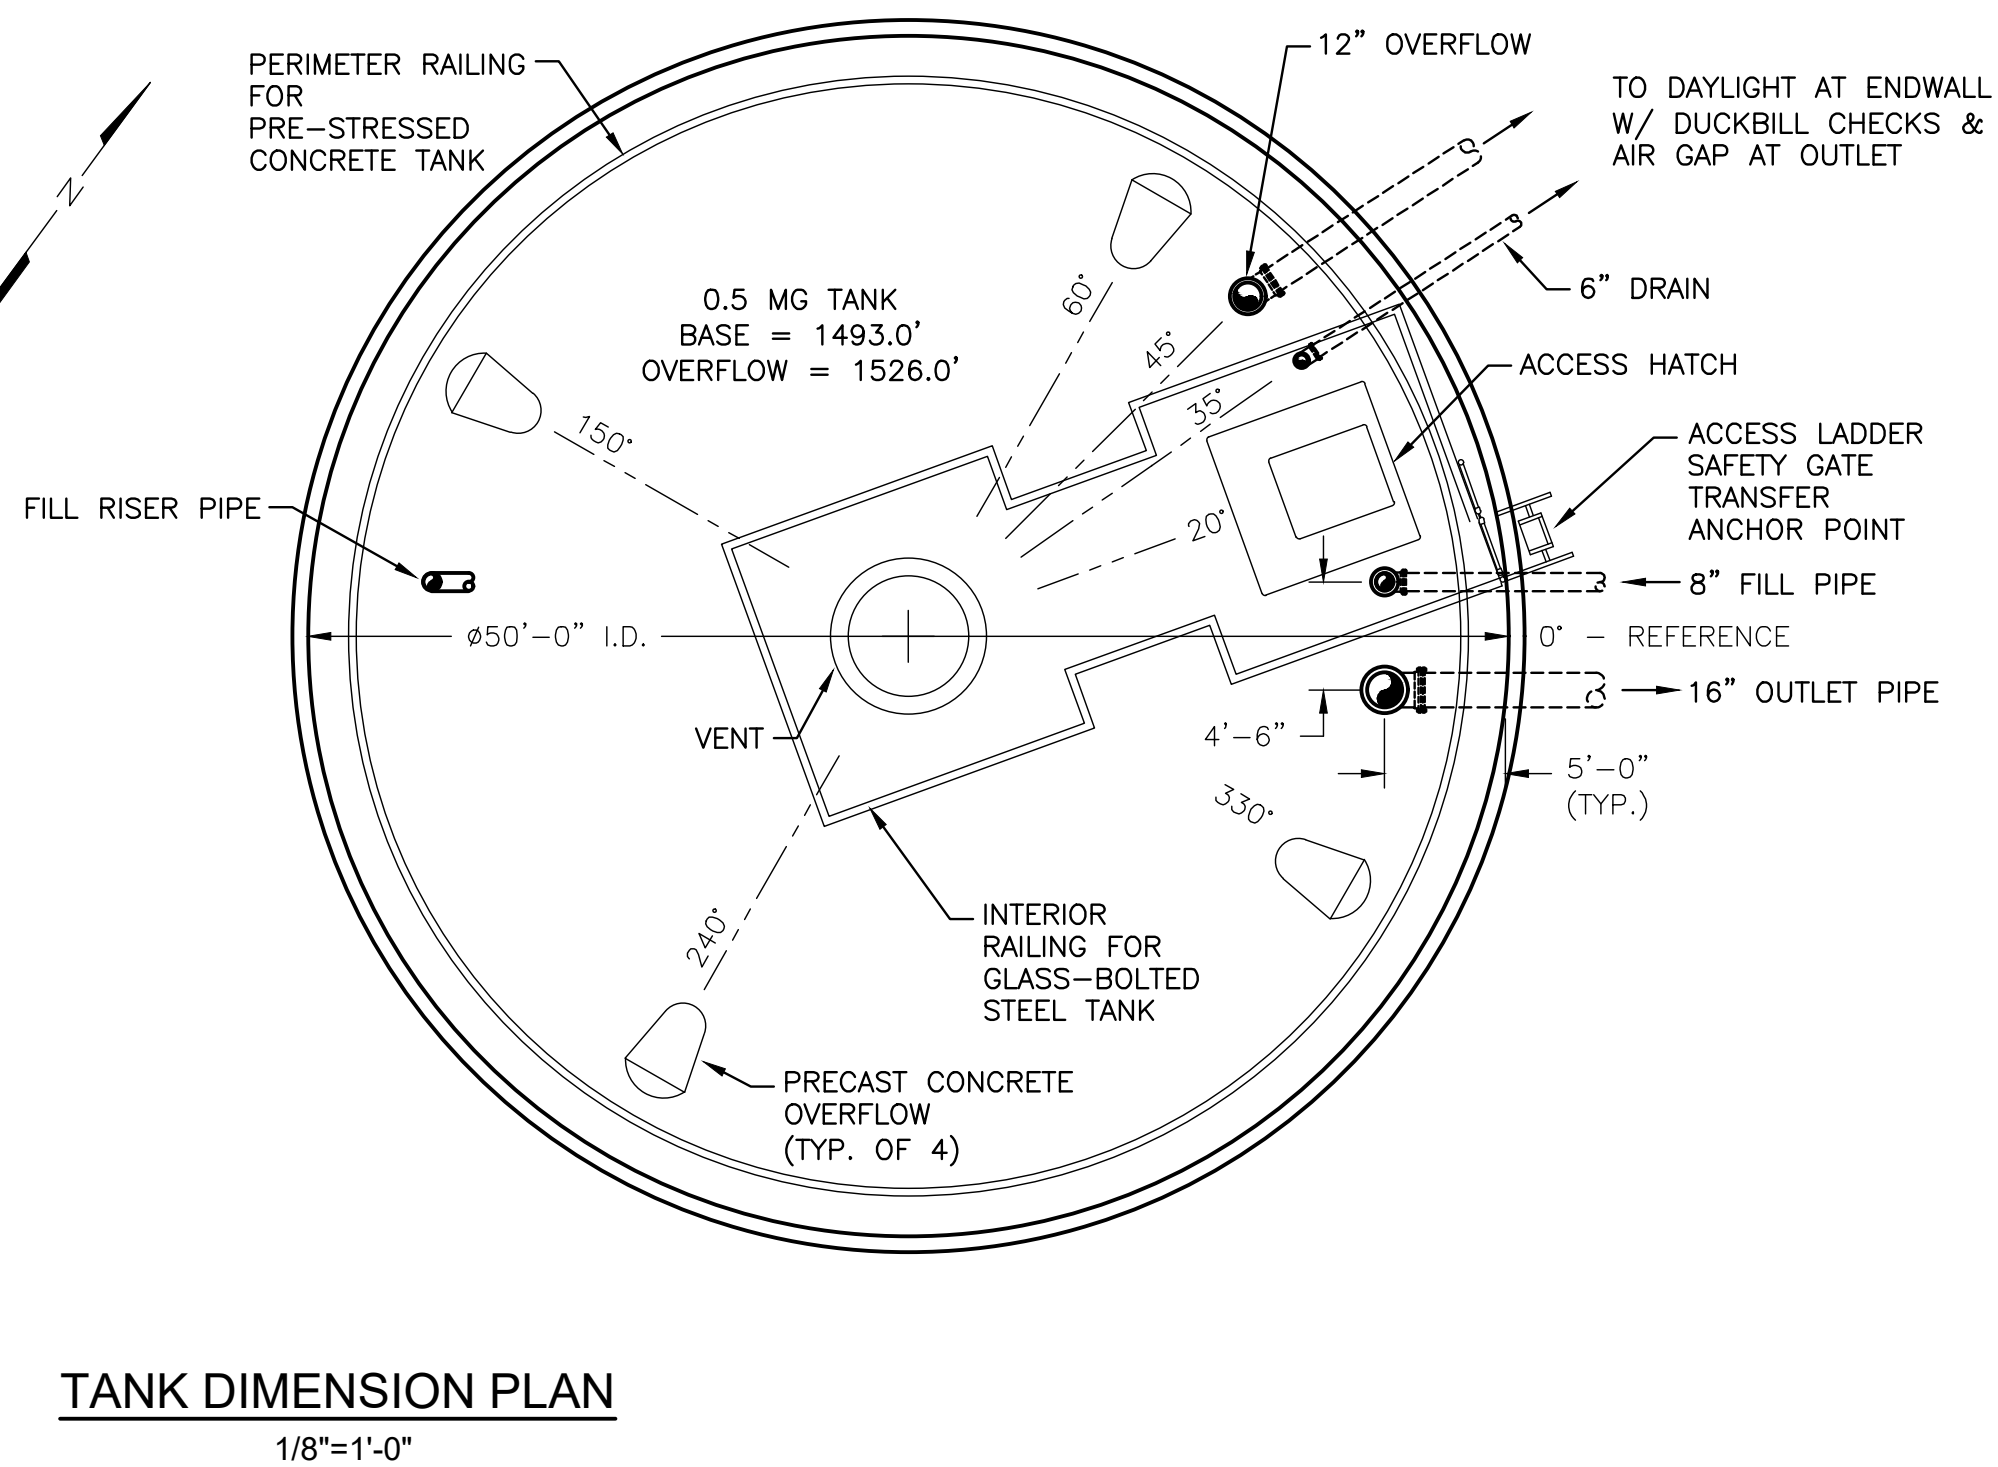 PERIMETER RAILING
FOR
PRE-STRESSED
CONCRETE TANK
12" OVERFLOW
TO DAYLIGHT AT ENDWALL
W/ DUCKBILL CHECKS &
AIR GAP AT OUTLET
N
6" DRAIN
0.5 MG TANK
BASE = 1493.0'
OVERFLOW = 1526.0'
60°
45°
35°
20°
150°
ACCESS HATCH
ACCESS LADDER
SAFETY GATE
TRANSFER
ANCHOR POINT
FILL RISER PIPE
8" FILL PIPE
ø50'-0" I.D.
0° - REFERENCE
16" OUTLET PIPE
VENT
4'-6"
5'-0"
(TYP.)
330°
240°
INTERIOR
RAILING FOR
GLASS-BOLTED
STEEL TANK
PRECAST CONCRETE
OVERFLOW
(TYP. OF 4)
TANK DIMENSION PLAN
1/8"=1'-0"